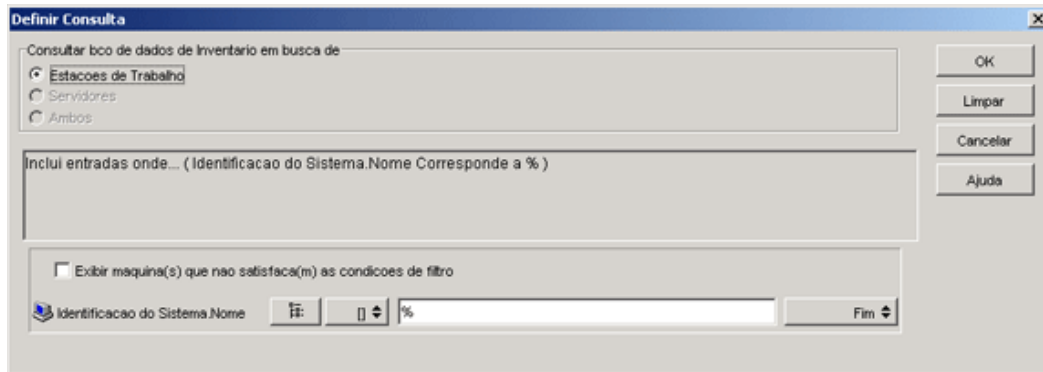 Definir Consulta
Consultar bco de dados de Inventario em busca de
Estacoes de Trabalho
Servidores
Ambos
OK
Limpar
Cancelar
Ajuda
Inclui entradas onde... ( Identificacao do Sistema.Nome Corresponde a % )
Exibir maquina(s) que nao satisfaca(m) as condicoes de filtro
Identificacao do Sistema.Nome [] % Fim